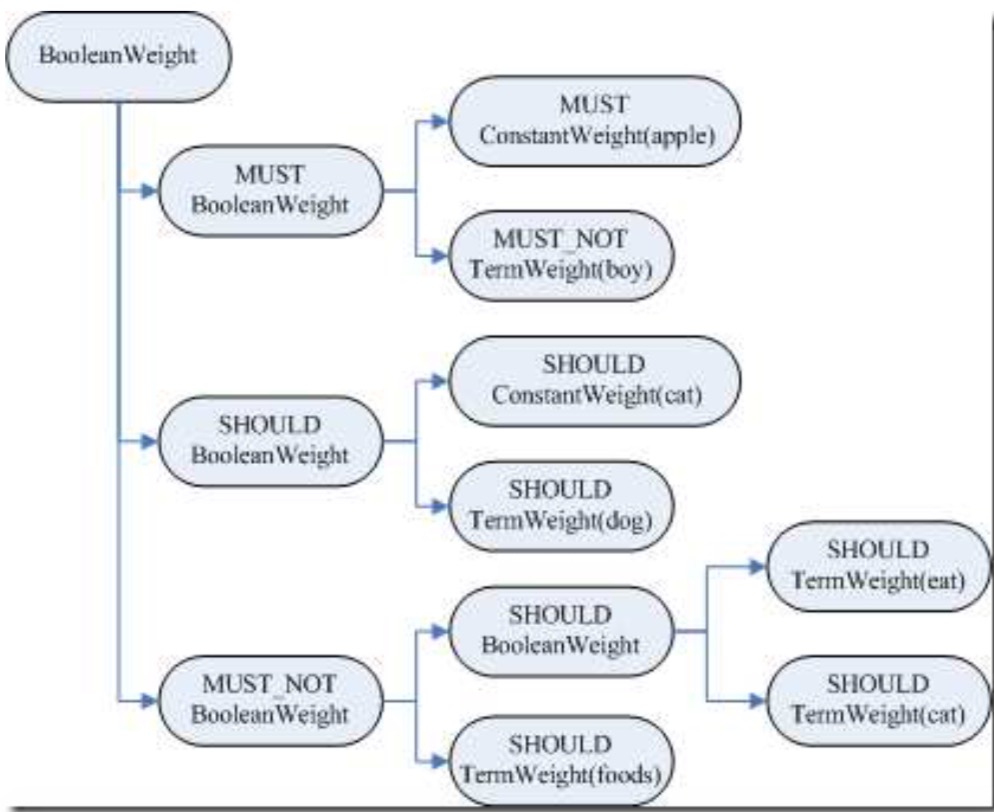 BooleanWeight
MUST
ConstantWeight(apple)
MUST
BooleanWeight
MUST_NOT
TermWeight(boy)
SHOULD
ConstantWeight(cat)
SHOULD
BooleanWeight
SHOULD
TermWeight(dog)
SHOULD
TermWeight(eat)
SHOULD
BooleanWeight
MUST_NOT
BooleanWeight
SHOULD
TermWeight(cat)
SHOULD
TermWeight(foods)